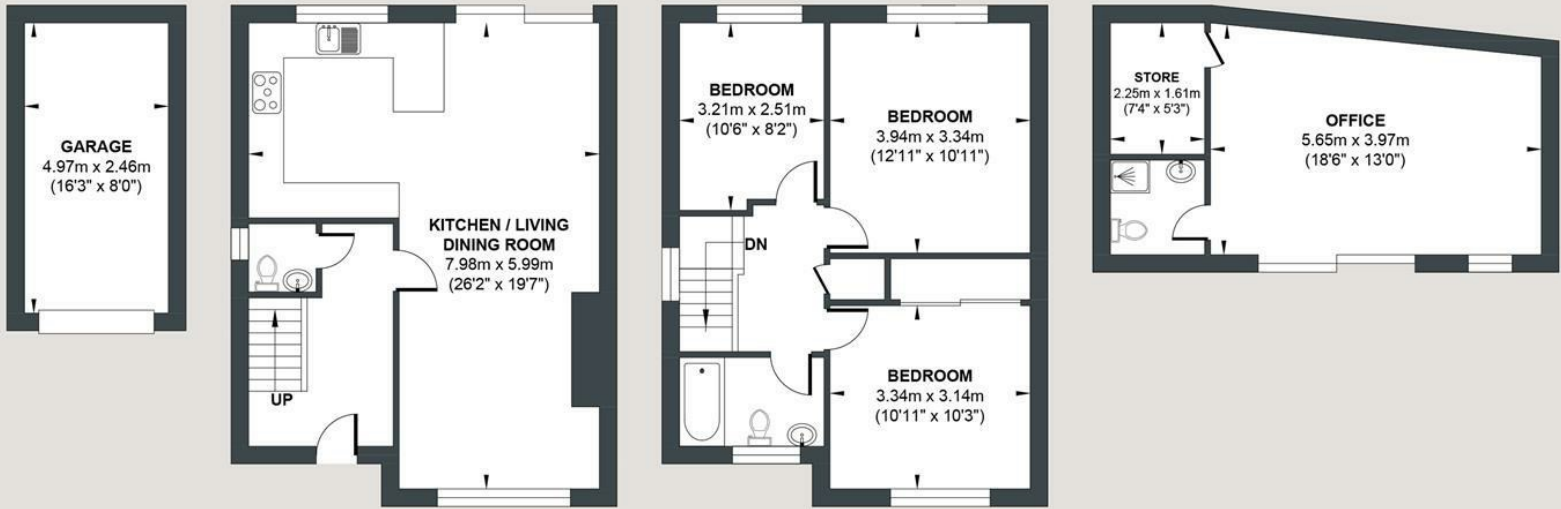 GARAGE
4.97m x 2.46m
(16'3" x 8'0")
KITCHEN / LIVING
DINING ROOM
7.98m x 5.99m
(26'2" x 19'7")
UP
BEDROOM
3.21m x 2.51m
(10'6" x 8'2")
BEDROOM
3.94m x 3.34m
(12'11" x 10'11")
DN
BEDROOM
3.34m x 3.14m
(10'11" x 10'3")
STORE
2.25m x 1.61m
(7'4" x 5'3")
OFFICE
5.65m x 3.97m
(18'6" x 13'0")